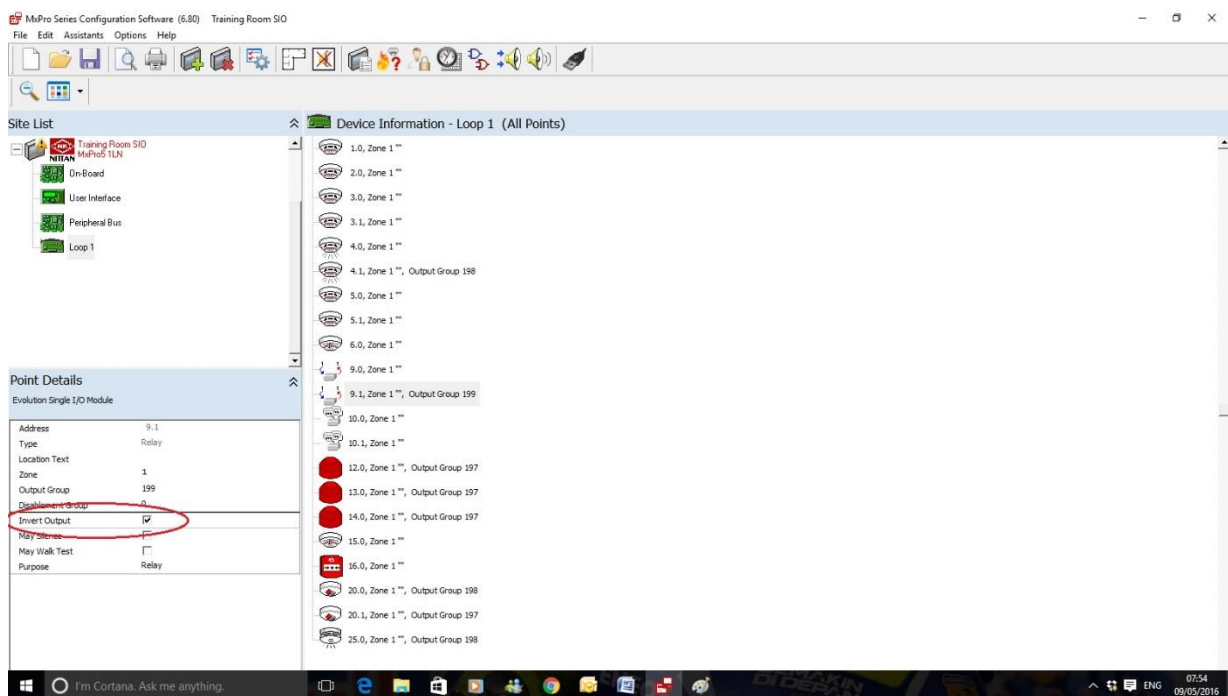 MxPro Series Configuration Software (6.80) Training Room SIO
File Edit Assistants Options Help
Site List
Training Room SIO
MxPro5 1LN
NITTAN
On-Board
User Interface
Peripheral Bus
Loop 1
Point Details
Evolution Single I/O Module
Address 9.1
Type Relay
Location Text
Zone 1
Output Group 199
Disablement Group 0
Invert Output
May Silence
May Walk Test
Purpose Relay
Device Information - Loop 1 (All Points)
1.0, Zone 1 ""
2.0, Zone 1 ""
3.0, Zone 1 ""
3.1, Zone 1 ""
4.0, Zone 1 ""
4.1, Zone 1 "", Output Group 198
5.0, Zone 1 ""
5.1, Zone 1 ""
6.0, Zone 1 ""
9.0, Zone 1 ""
9.1, Zone 1 "", Output Group 199
10.0, Zone 1 ""
10.1, Zone 1 ""
12.0, Zone 1 "", Output Group 197
13.0, Zone 1 "", Output Group 197
14.0, Zone 1 "", Output Group 197
15.0, Zone 1 ""
16.0, Zone 1 ""
20.0, Zone 1 "", Output Group 198
20.1, Zone 1 "", Output Group 197
25.0, Zone 1 "", Output Group 198
I'm Cortana. Ask me anything.
ENG
07:54
09/05/2016